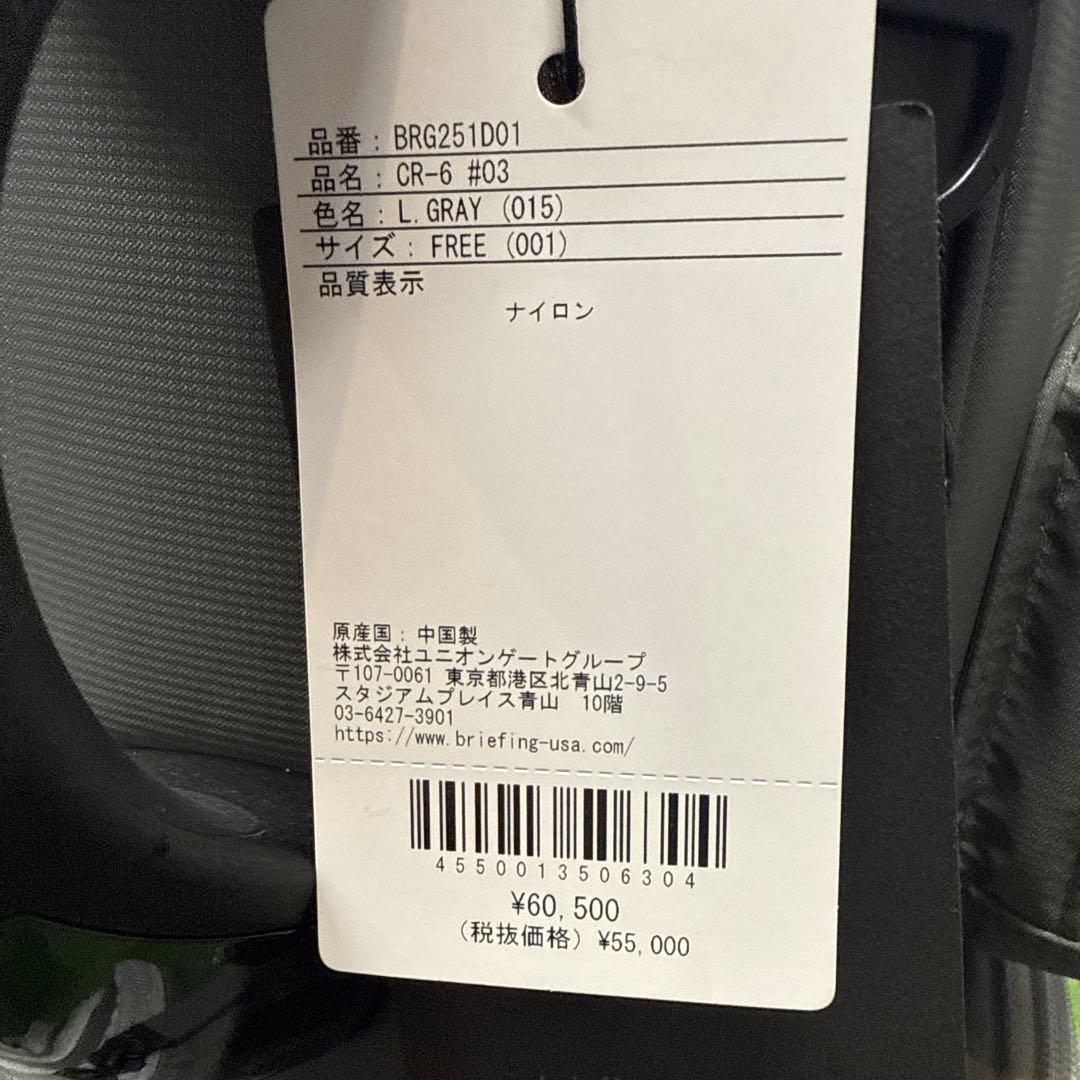 品番: BRG251D01
品名: CR-6 #03
色名: L.GRAY (015)
サイズ: FREE (001)
品質表示
ナイロン
原産国: 中国製
株式会社ユニオンゲートグループ
〒107-0061 東京都港区北青山2-9-5
スタジアムプレイス青山 10階
03-6427-3901
https://www.briefing-usa.com/
4550013506304
¥60,500
(税抜価格) ¥55,000